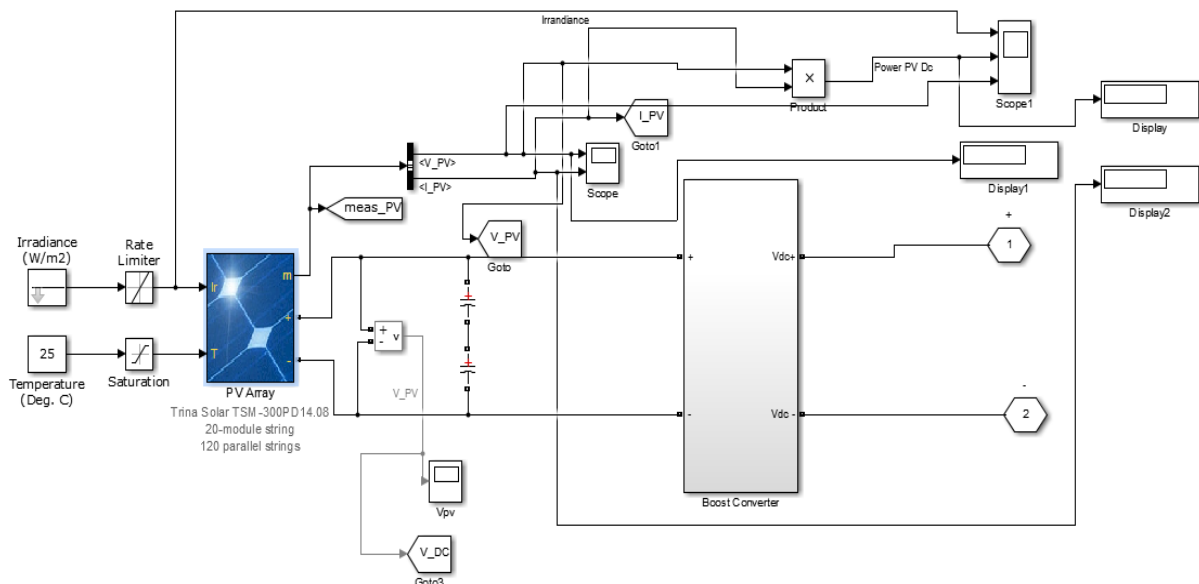 Irrandiance
Power PV Dc
Product
Scope1
Display
I_PV
Goto1
<V_PV>
<I_PV>
Scope
Display1
Display2
meas_PV
V_PV
Goto
Irradiance
(W/m2)
Rate
Limiter
Ir
m
+
T
-
PV Array
25
Temperature
(Deg. C)
Saturation
Trina Solar TSM-300PD14.08
20-module string
120 parallel strings
+
-
v
V_PV
Vpv
V_DC
Goto3
+
-
Vdc+
Vdc -
Boost Converter
+
1
-
2